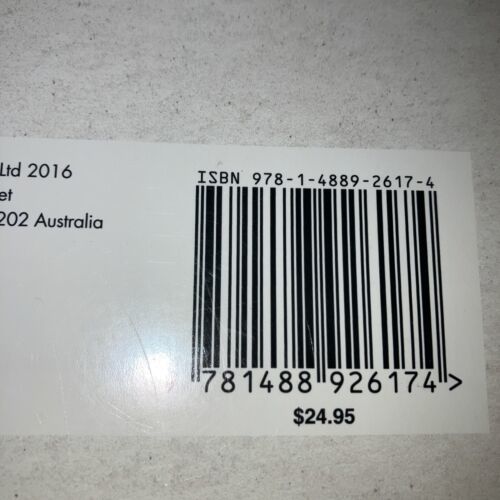 Ltd 2016
et
202 Australia
ISBN 978-1-4889-2617-4
781488 926174 >
$24.95